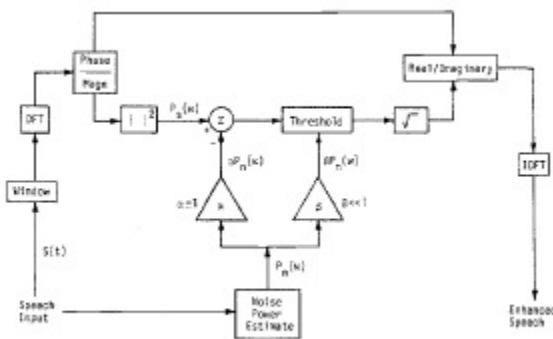 Phase
Magn
Real/Imaginary
DFT
| |²
Pₛ(w)
+
Σ
-
Threshold
√
IDFT
Window
αPₙ(w)
βPₙ(w)
α≥1
α
β
β<<1
S(t)
Pₙ(w)
Speech
Input
Noise
Power
Estimate
Enhanced
Speech